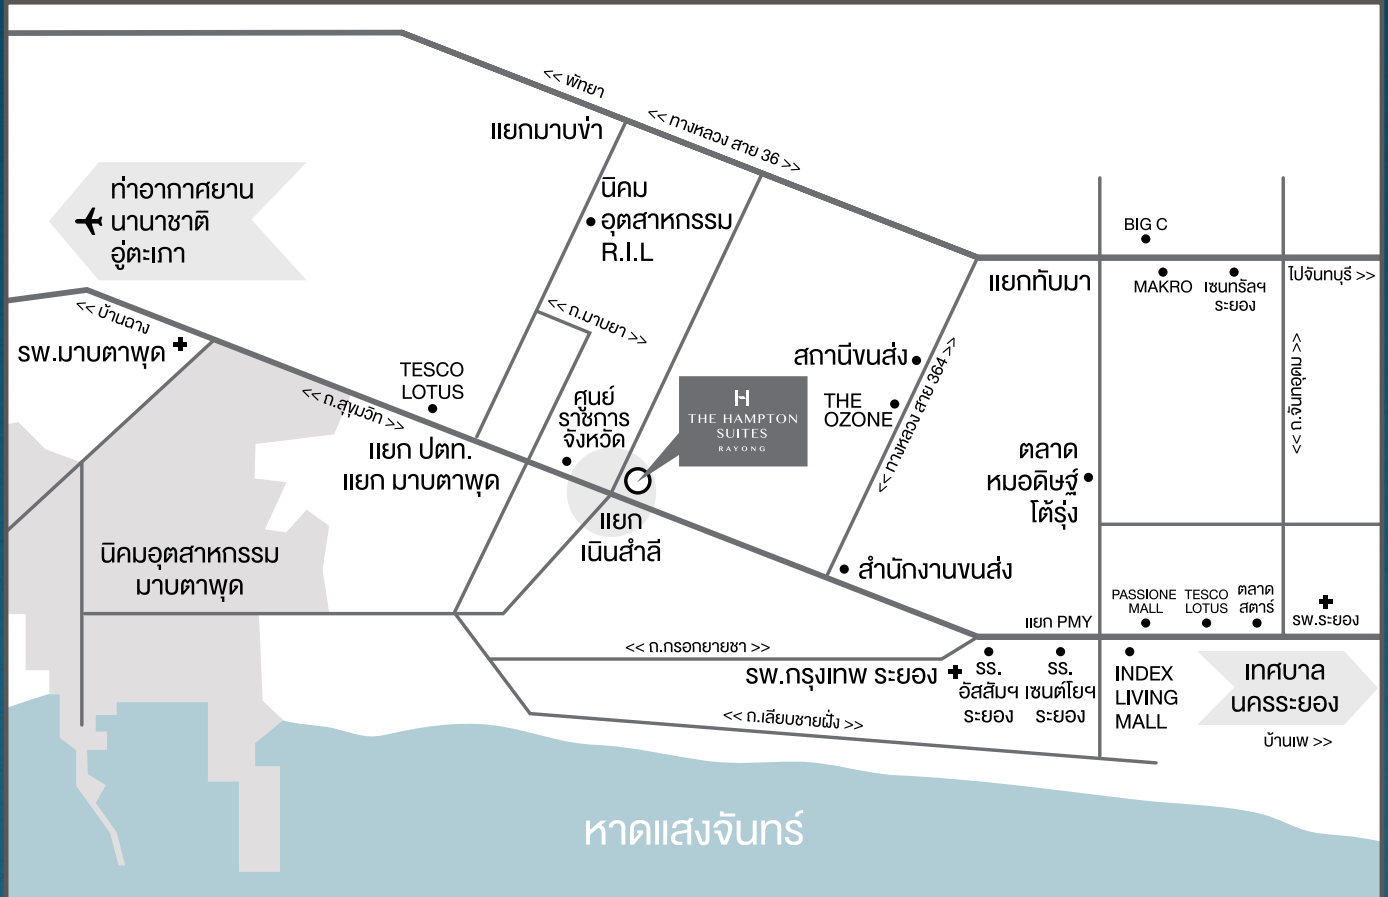 << พัทยา
<< ทางหลวง สาย 36 >>
แยกมาบข่า
ท่าอากาศยาน
นานาชาติ
อู่ตะเภา
นิคม
อุตสาหกรรม
R.I.L
BIG C
MAKRO
เซนทรัลฯ
ระยอง
ไปจันทบุรี >>
แยกทับมา
<< บ้านฉาง
รพ.มาบตาพุด
<< ถ.มาบยา >>
<< ถ.สุขุมวิท >>
TESCO
LOTUS
แยก ปตท.
แยก มาบตาพุด
ศูนย์
ราชการ
จังหวัด
H
THE HAMPTON
SUITES
RAYONG
สถานีขนส่ง
THE
OZONE
<< ทางหลวง สาย 364 >>
<< ถ.จันทอุดม >>
ตลาด
หมอดิษฐ์
โต้รุ่ง
แยก
เนินสำลี
นิคมอุตสาหกรรม
มาบตาพุด
สำนักงานขนส่ง
แยก PMY
PASSIONE
MALL
TESCO
LOTUS
ตลาด
สตาร์
รพ.ระยอง
<< ถ.กรอกยายชา >>
รพ.กรุงเทพ ระยอง
รร.
อัสสัมฯ
ระยอง
รร.
เซนต์โยฯ
ระยอง
INDEX
LIVING
MALL
เทศบาล
นครระยอง
บ้านเพ >>
<< ถ.เลียบชายฝั่ง >>
หาดแสงจันทร์